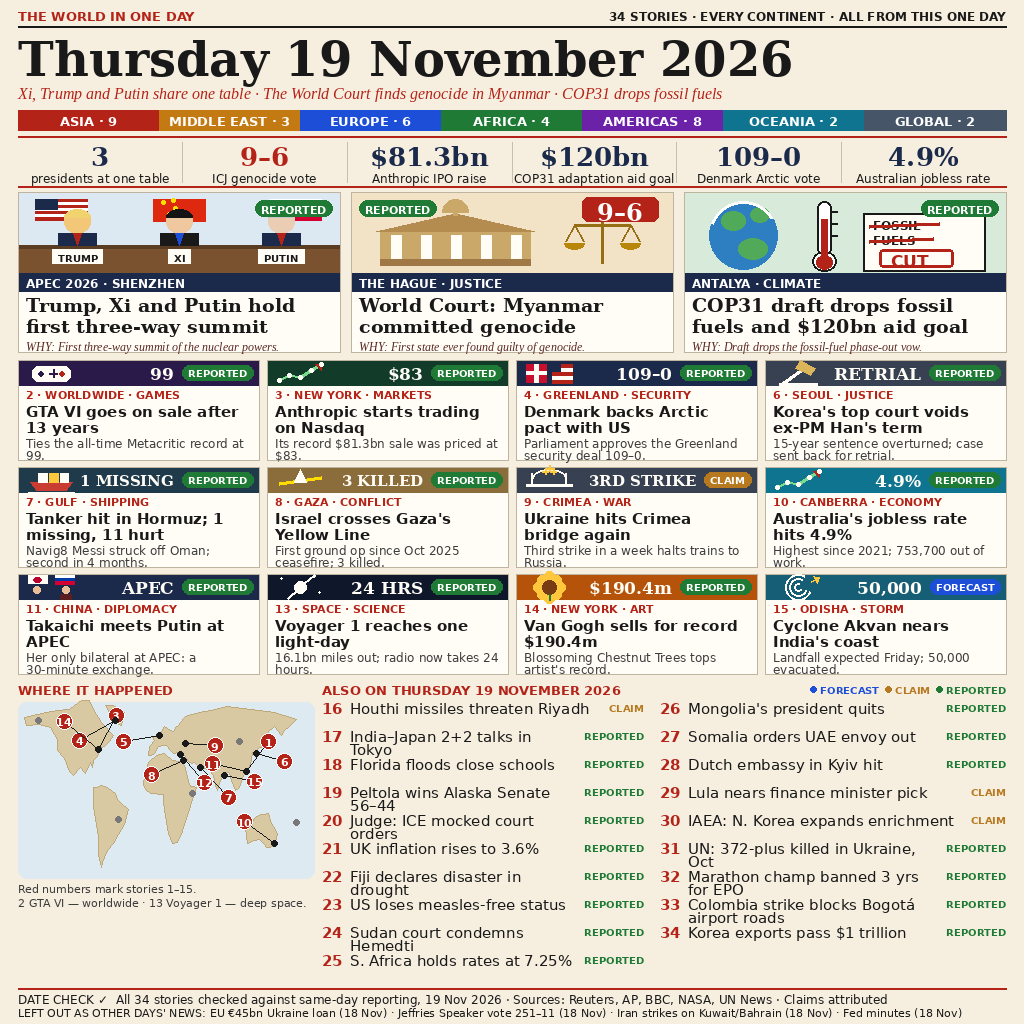 THE WORLD IN ONE DAY
34 STORIES · EVERY CONTINENT · ALL FROM THIS ONE DAY
Thursday 19 November 2026
Xi, Trump and Putin share one table · The World Court finds genocide in Myanmar · COP31 drops fossil fuels
ASIA · 9
MIDDLE EAST · 3
EUROPE · 6
AFRICA · 4
AMERICAS · 8
OCEANIA · 2
GLOBAL · 2
3
presidents at one table
9–6
ICJ genocide vote
$81.3bn
Anthropic IPO raise
$120bn
COP31 adaptation aid goal
109–0
Denmark Arctic vote
4.9%
Australian jobless rate
REPORTED
TRUMP
XI
PUTIN
APEC 2026 · SHENZHEN
Trump, Xi and Putin hold
first three-way summit
WHY: First three-way summit of the nuclear powers.
REPORTED
9–6
THE HAGUE · JUSTICE
World Court: Myanmar
committed genocide
WHY: First state ever found guilty of genocide.
REPORTED
FOSSIL
FUELS
CUT
ANTALYA · CLIMATE
COP31 draft drops fossil
fuels and $120bn aid goal
WHY: Draft drops the fossil-fuel phase-out vow.
99
REPORTED
2 · WORLDWIDE · GAMES
GTA VI goes on sale after
13 years
Ties the all-time Metacritic record at
99.
$83
REPORTED
3 · NEW YORK · MARKETS
Anthropic starts trading
on Nasdaq
Its record $81.3bn sale was priced at
$83.
109–0
REPORTED
4 · GREENLAND · SECURITY
Denmark backs Arctic
pact with US
Parliament approves the Greenland
security deal 109–0.
RETRIAL
REPORTED
6 · SEOUL · JUSTICE
Korea's top court voids
ex-PM Han's term
15-year sentence overturned; case
sent back for retrial.
1 MISSING
REPORTED
7 · GULF · SHIPPING
Tanker hit in Hormuz; 1
missing, 11 hurt
Navig8 Messi struck off Oman;
second in 4 months.
3 KILLED
REPORTED
8 · GAZA · CONFLICT
Israel crosses Gaza's
Yellow Line
First ground op since Oct 2025
ceasefire; 3 killed.
3RD STRIKE
CLAIM
9 · CRIMEA · WAR
Ukraine hits Crimea
bridge again
Third strike in a week halts trains to
Russia.
4.9%
REPORTED
10 · CANBERRA · ECONOMY
Australia's jobless rate
hits 4.9%
Highest since 2021; 753,700 out of
work.
APEC
REPORTED
11 · CHINA · DIPLOMACY
Takaichi meets Putin at
APEC
Her only bilateral at APEC: a
30-minute exchange.
24 HRS
REPORTED
13 · SPACE · SCIENCE
Voyager 1 reaches one
light-day
16.1bn miles out; radio now takes 24
hours.
$190.4m
REPORTED
14 · NEW YORK · ART
Van Gogh sells for record
$190.4m
Blossoming Chestnut Trees tops
artist's record.
50,000
FORECAST
15 · ODISHA · STORM
Cyclone Akvan nears
India's coast
Landfall expected Friday; 50,000
evacuated.
WHERE IT HAPPENED
14
3
4
5
9
1
6
8
11
12
15
7
10
Red numbers mark stories 1–15.
2 GTA VI — worldwide · 13 Voyager 1 — deep space.
ALSO ON THURSDAY 19 NOVEMBER 2026
FORECAST CLAIM REPORTED
16 Houthi missiles threaten Riyadh CLAIM
17 India–Japan 2+2 talks in REPORTED
Tokyo
18 Florida floods close schools REPORTED
19 Peltola wins Alaska Senate REPORTED
56–44
20 Judge: ICE mocked court REPORTED
orders
21 UK inflation rises to 3.6% REPORTED
22 Fiji declares disaster in REPORTED
drought
23 US loses measles-free status REPORTED
24 Sudan court condemns REPORTED
Hemedti
25 S. Africa holds rates at 7.25% REPORTED
26 Mongolia's president quits REPORTED
27 Somalia orders UAE envoy out REPORTED
28 Dutch embassy in Kyiv hit REPORTED
29 Lula nears finance minister pick CLAIM
30 IAEA: N. Korea expands enrichment CLAIM
31 UN: 372-plus killed in Ukraine, REPORTED
Oct
32 Marathon champ banned 3 yrs REPORTED
for EPO
33 Colombia strike blocks Bogotá REPORTED
airport roads
34 Korea exports pass $1 trillion REPORTED
DATE CHECK ✓ All 34 stories checked against same-day reporting, 19 Nov 2026 · Sources: Reuters, AP, BBC, NASA, UN News · Claims attributed
LEFT OUT AS OTHER DAYS' NEWS: EU €45bn Ukraine loan (18 Nov) · Jeffries Speaker vote 251–11 (18 Nov) · Iran strikes on Kuwait/Bahrain (18 Nov) · Fed minutes (18 Nov)